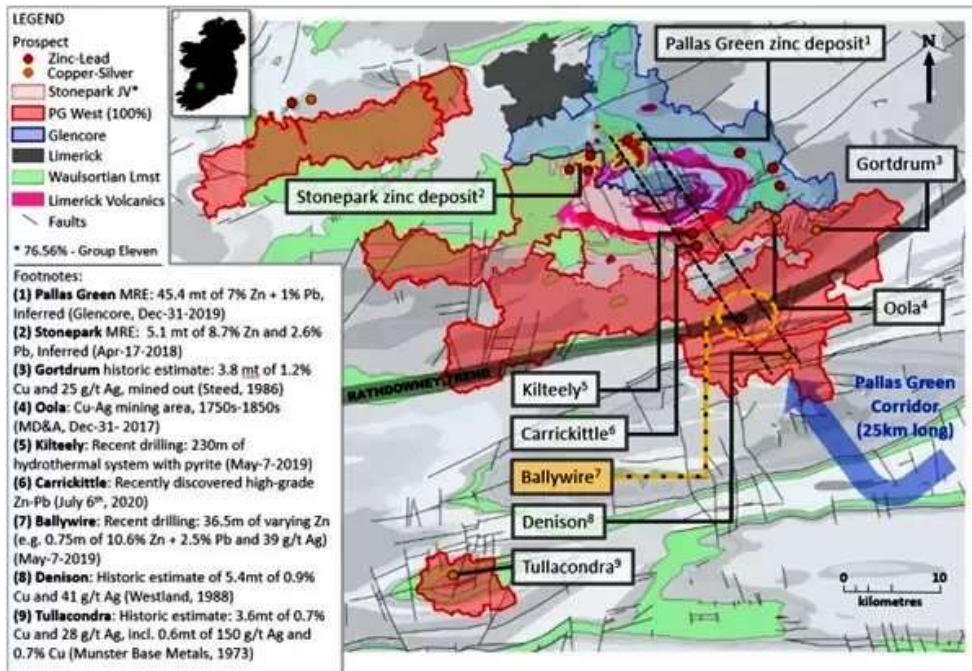 LEGEND
Prospect
Zinc-Lead
Copper-Silver
Stonepark JV*
PG West (100%)
Glencore
Limerick
Waulsortian Lmst
Limerick Volcanics
Faults
* 76.56% - Group Eleven
Footnotes:
(1) Pallas Green MRE: 45.4 mt of 7% Zn + 1% Pb,
Inferred (Glencore, Dec-31-2019)
(2) Stonepark MRE: 5.1 mt of 8.7% Zn and 2.6%
Pb, Inferred (Apr-17-2018)
(3) Gortdrum historic estimate: 3.8 mt of 1.2%
Cu and 25 g/t Ag, mined out (Steed, 1986)
(4) Oola: Cu-Ag mining area, 1750s-1850s
(MD&A, Dec-31- 2017)
(5) Kilteely: Recent drilling: 230m of
hydrothermal system with pyrite (May-7-2019)
(6) Carrickittle: Recently discovered high-grade
Zn-Pb (July 6th, 2020)
(7) Ballywire: Recent drilling: 36.5m of varying Zn
(e.g. 0.75m of 10.6% Zn + 2.5% Pb and 39 g/t Ag)
(May-7-2019)
(8) Denison: Historic estimate of 5.4mt of 0.9%
Cu and 41 g/t Ag (Westland, 1988)
(9) Tullacondra: Historic estimate: 3.6mt of 0.7%
Cu and 28 g/t Ag, incl. 0.6mt of 150 g/t Ag and
0.7% Cu (Munster Base Metals, 1973)
Pallas Green zinc deposit1
N
Gortdrum3
Stonepark zinc deposit2
Oola4
RATHDOWNEY TREND
Kilteely5
Pallas Green
Corridor
(25km long)
Carrickittle6
Ballywire7
Denison8
Tullacondra9
0 10
kilometres